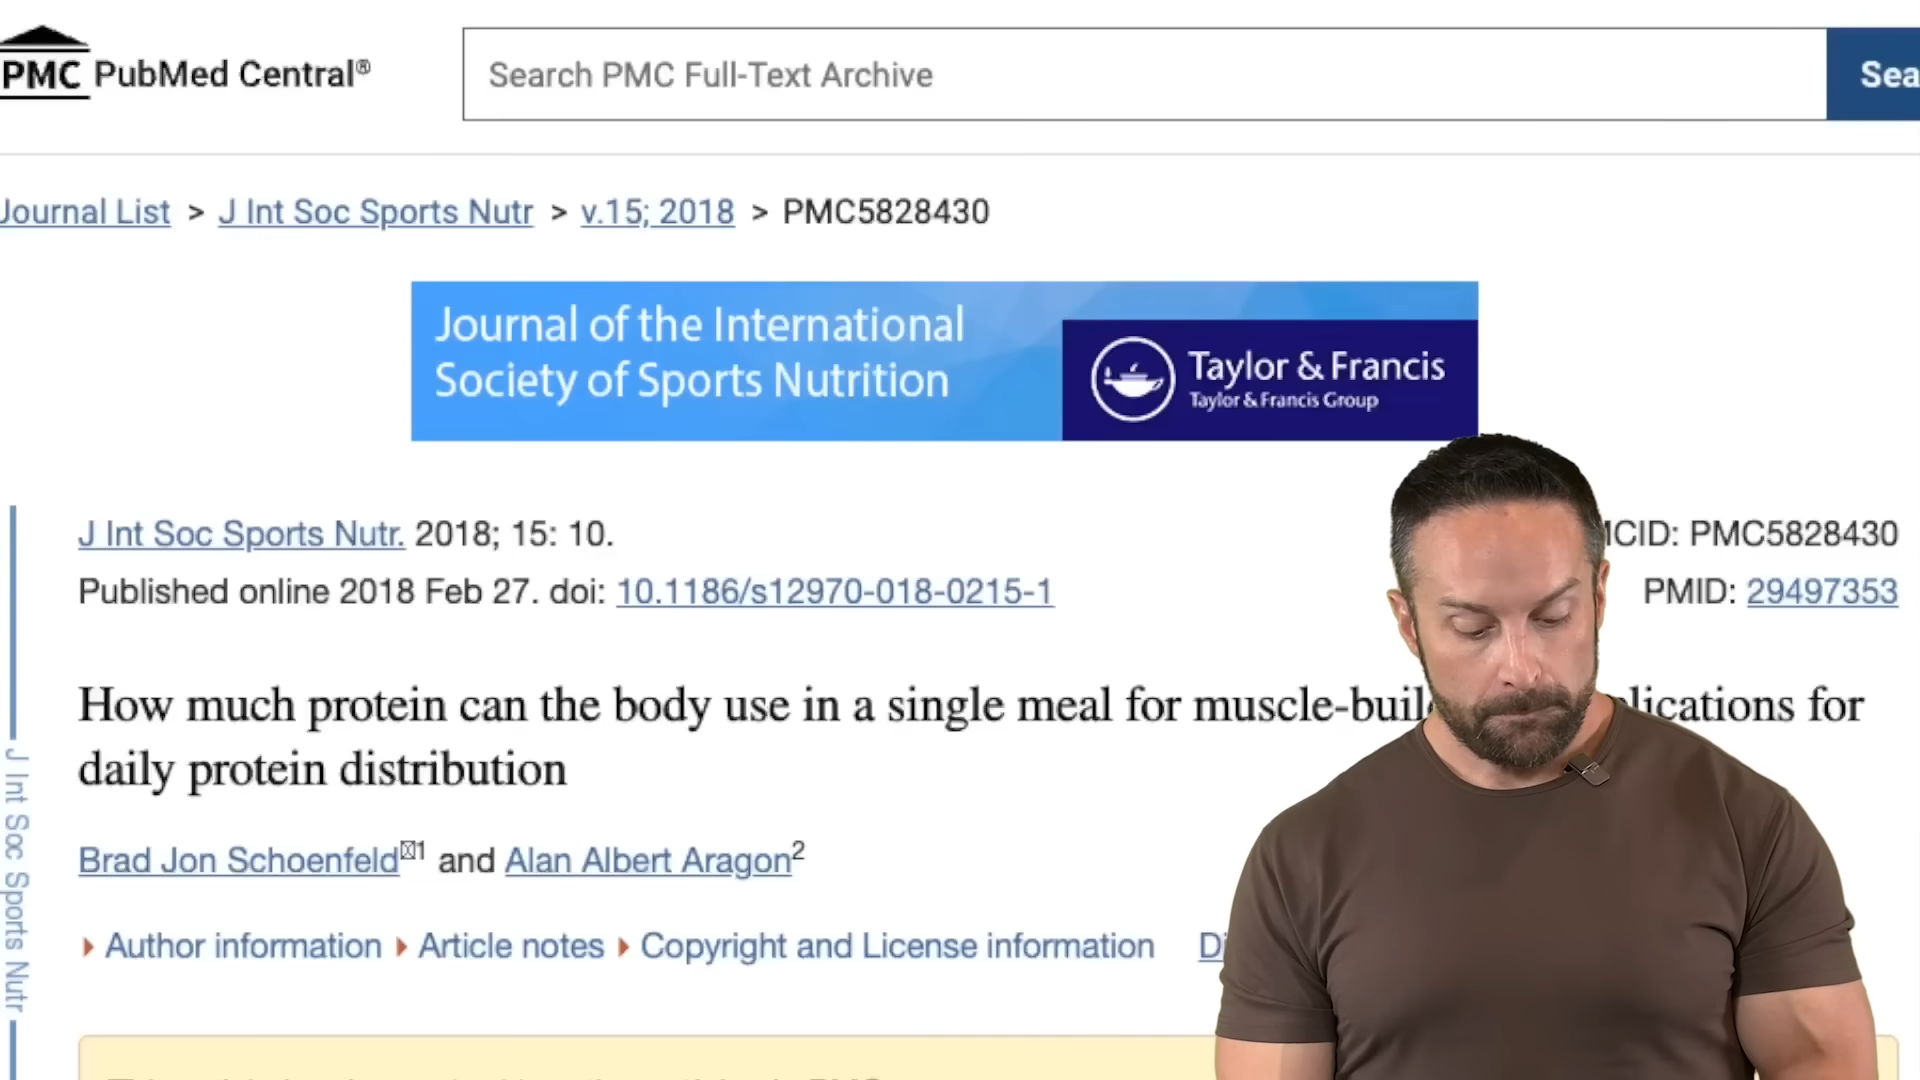 PMC PubMed Central®
Search PMC Full-Text Archive
Sea
Journal List > J Int Soc Sports Nutr > v.15; 2018 > PMC5828430
Journal of the International
Society of Sports Nutrition
Taylor & Francis
Taylor & Francis Group
J Int Soc Sports Nutr. 2018; 15: 10.
CID: PMC5828430
Published online 2018 Feb 27. doi: 10.1186/s12970-018-0215-1
PMID: 29497353
How much protein can the body use in a single meal for muscle-buil lications for
daily protein distribution
Brad Jon Schoenfeld 1 and Alan Albert Aragon 2
Author information Article notes Copyright and License information Di
J Int Soc Sports Nutr